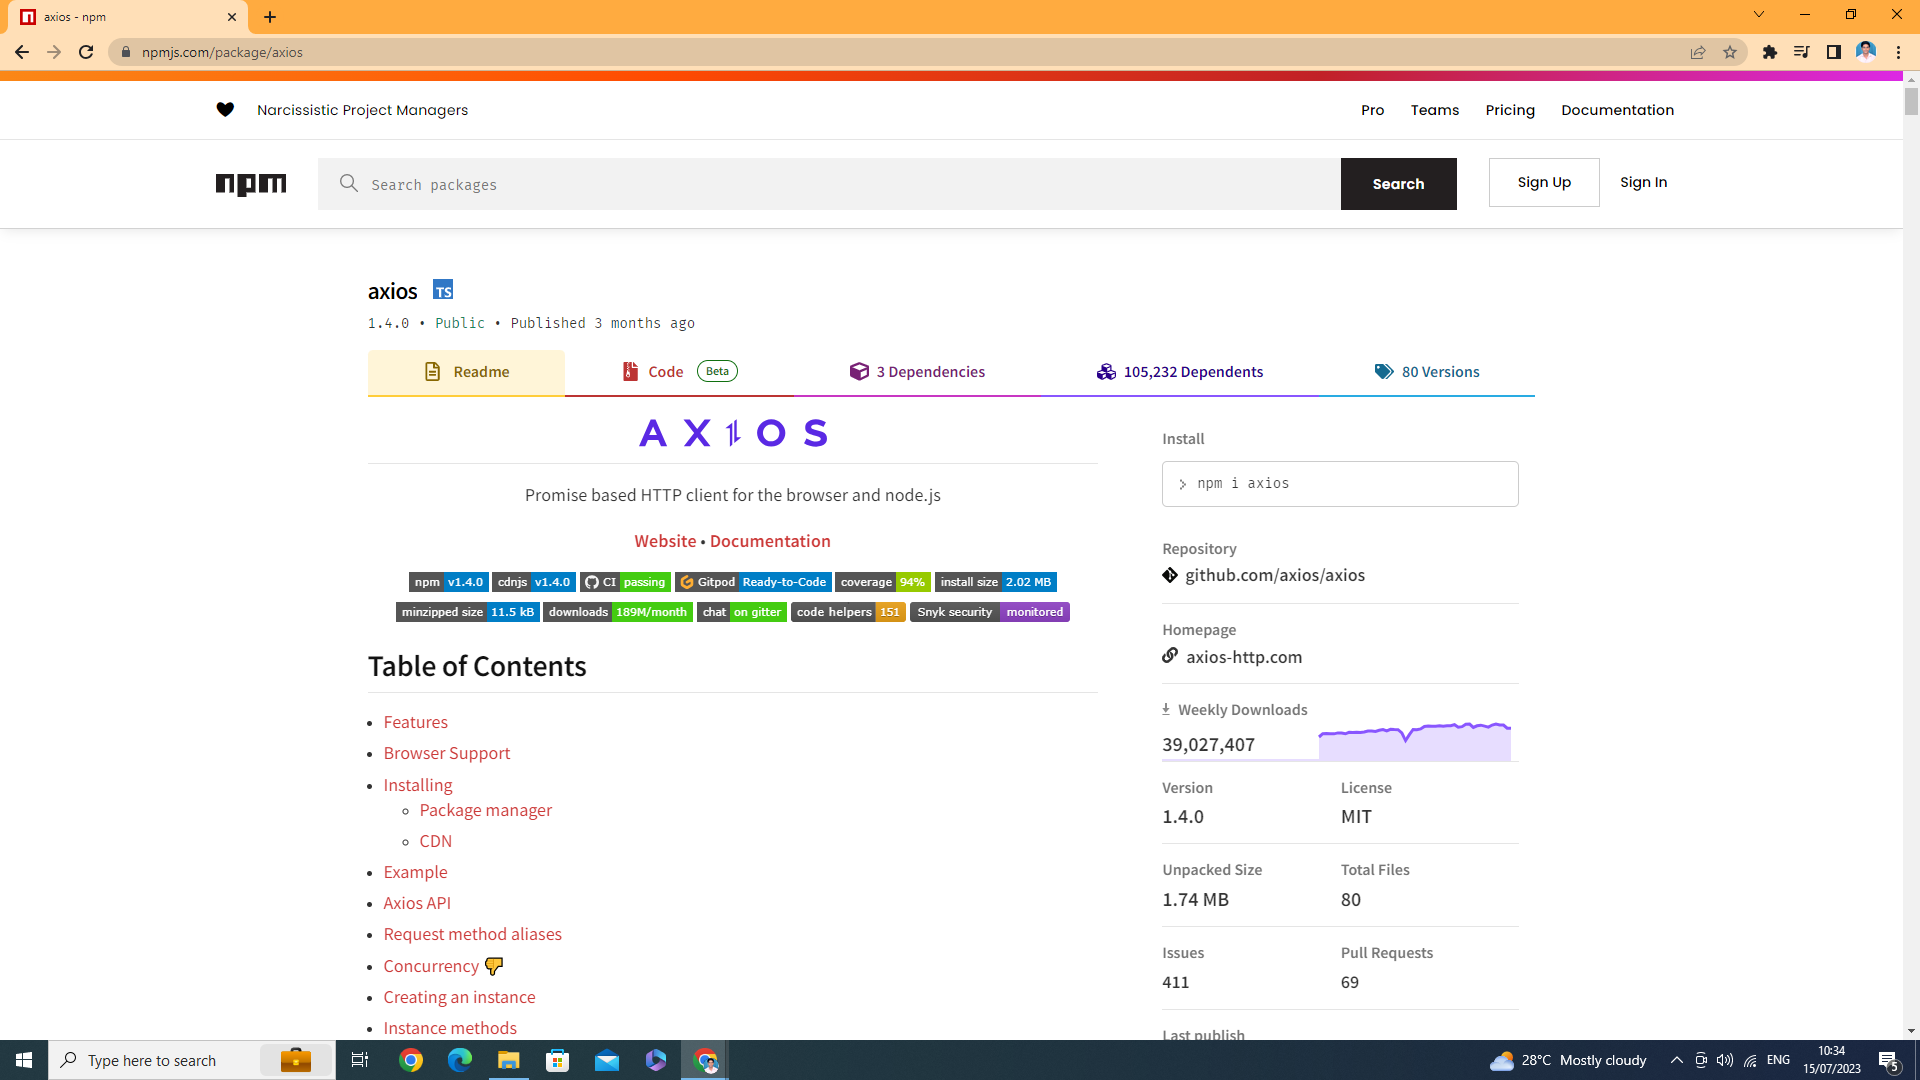 axios - npm
npmjs.com/package/axios
Narcissistic Project Managers
Pro Teams Pricing Documentation
npm
Search packages
Search
Sign Up
Sign In
axios TS
1.4.0 • Public • Published 3 months ago
Readme
Code Beta
3 Dependencies
105,232 Dependents
80 Versions
AXIOS
Promise based HTTP client for the browser and node.js
Website • Documentation
npm v1.4.0 cdnjs v1.4.0 CI passing Gitpod Ready-to-Code coverage 94% install size 2.02 MB
minzipped size 11.5 kB downloads 189M/month chat on gitter code helpers 151 Snyk security monitored
Table of Contents
• Features
• Browser Support
• Installing
◦ Package manager
◦ CDN
• Example
• Axios API
• Request method aliases
• Concurrency 👎
• Creating an instance
• Instance methods
Install
> npm i axios
Repository
github.com/axios/axios
Homepage
axios-http.com
Weekly Downloads
39,027,407
Version License
1.4.0 MIT
Unpacked Size Total Files
1.74 MB 80
Issues Pull Requests
411 69
Last publish
Type here to search
28°C Mostly cloudy
ENG
10:34
15/07/2023
5